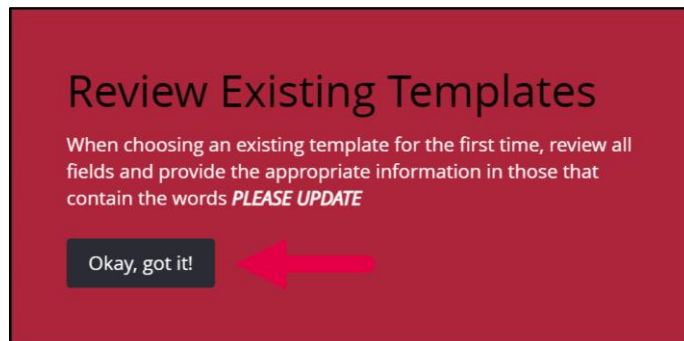 Review Existing Templates
When choosing an existing template for the first time, review all
fields and provide the appropriate information in those that
contain the words PLEASE UPDATE
Okay, got it!